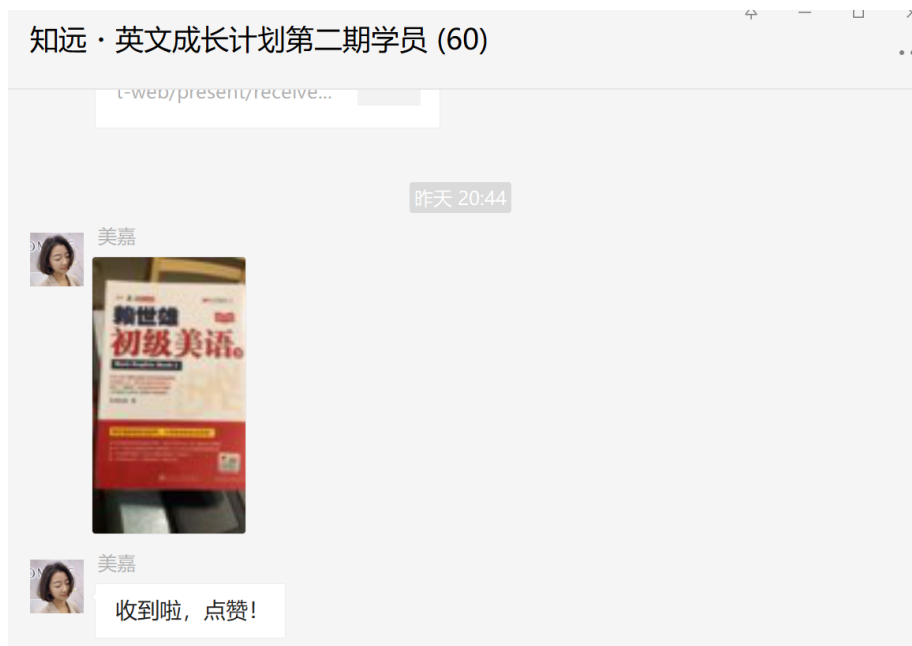 知远 · 英文成长计划第二期学员 (60)
t-web/present/receive...
昨天 20:44
美嘉
赖世雄
初级美语
美嘉
收到啦，点赞！